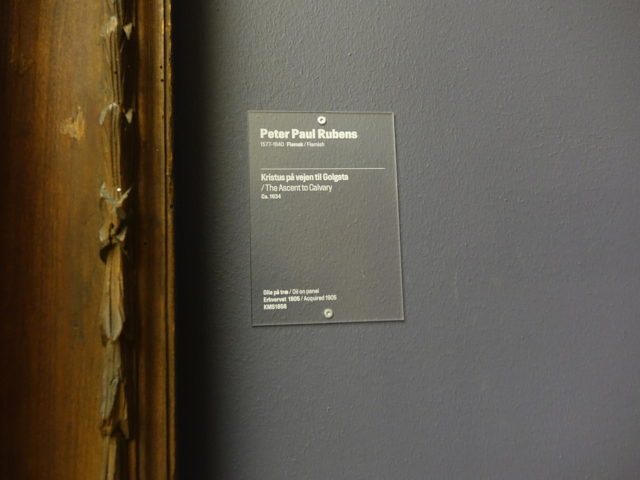 Peter Paul Rubens
1577-1640 Flamsk / Flemish
Kristus på vejen til Golgata
/ The Ascent to Calvary
Ca. 1634
Olie på træ / Oil on panel
Erhvervet 1905 / Acquired 1905
KMS1856